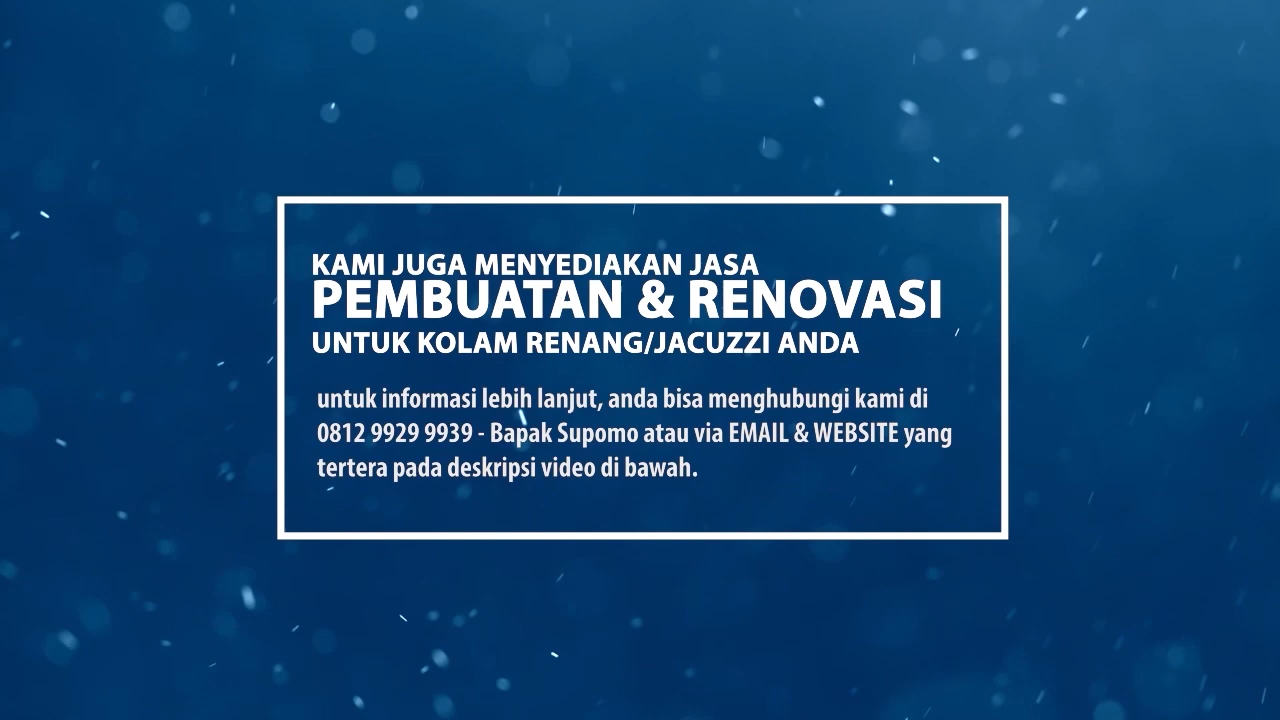 KAMI JUGA MENYEDIAKAN JASA
PEMBUATAN & RENOVASI
UNTUK KOLAM RENANG/JACUZZI ANDA
untuk informasi lebih lanjut, anda bisa menghubungi kami di
0812 9929 9939 - Bapak Supomo atau via EMAIL & WEBSITE yang
tertera pada deskripsi video di bawah.